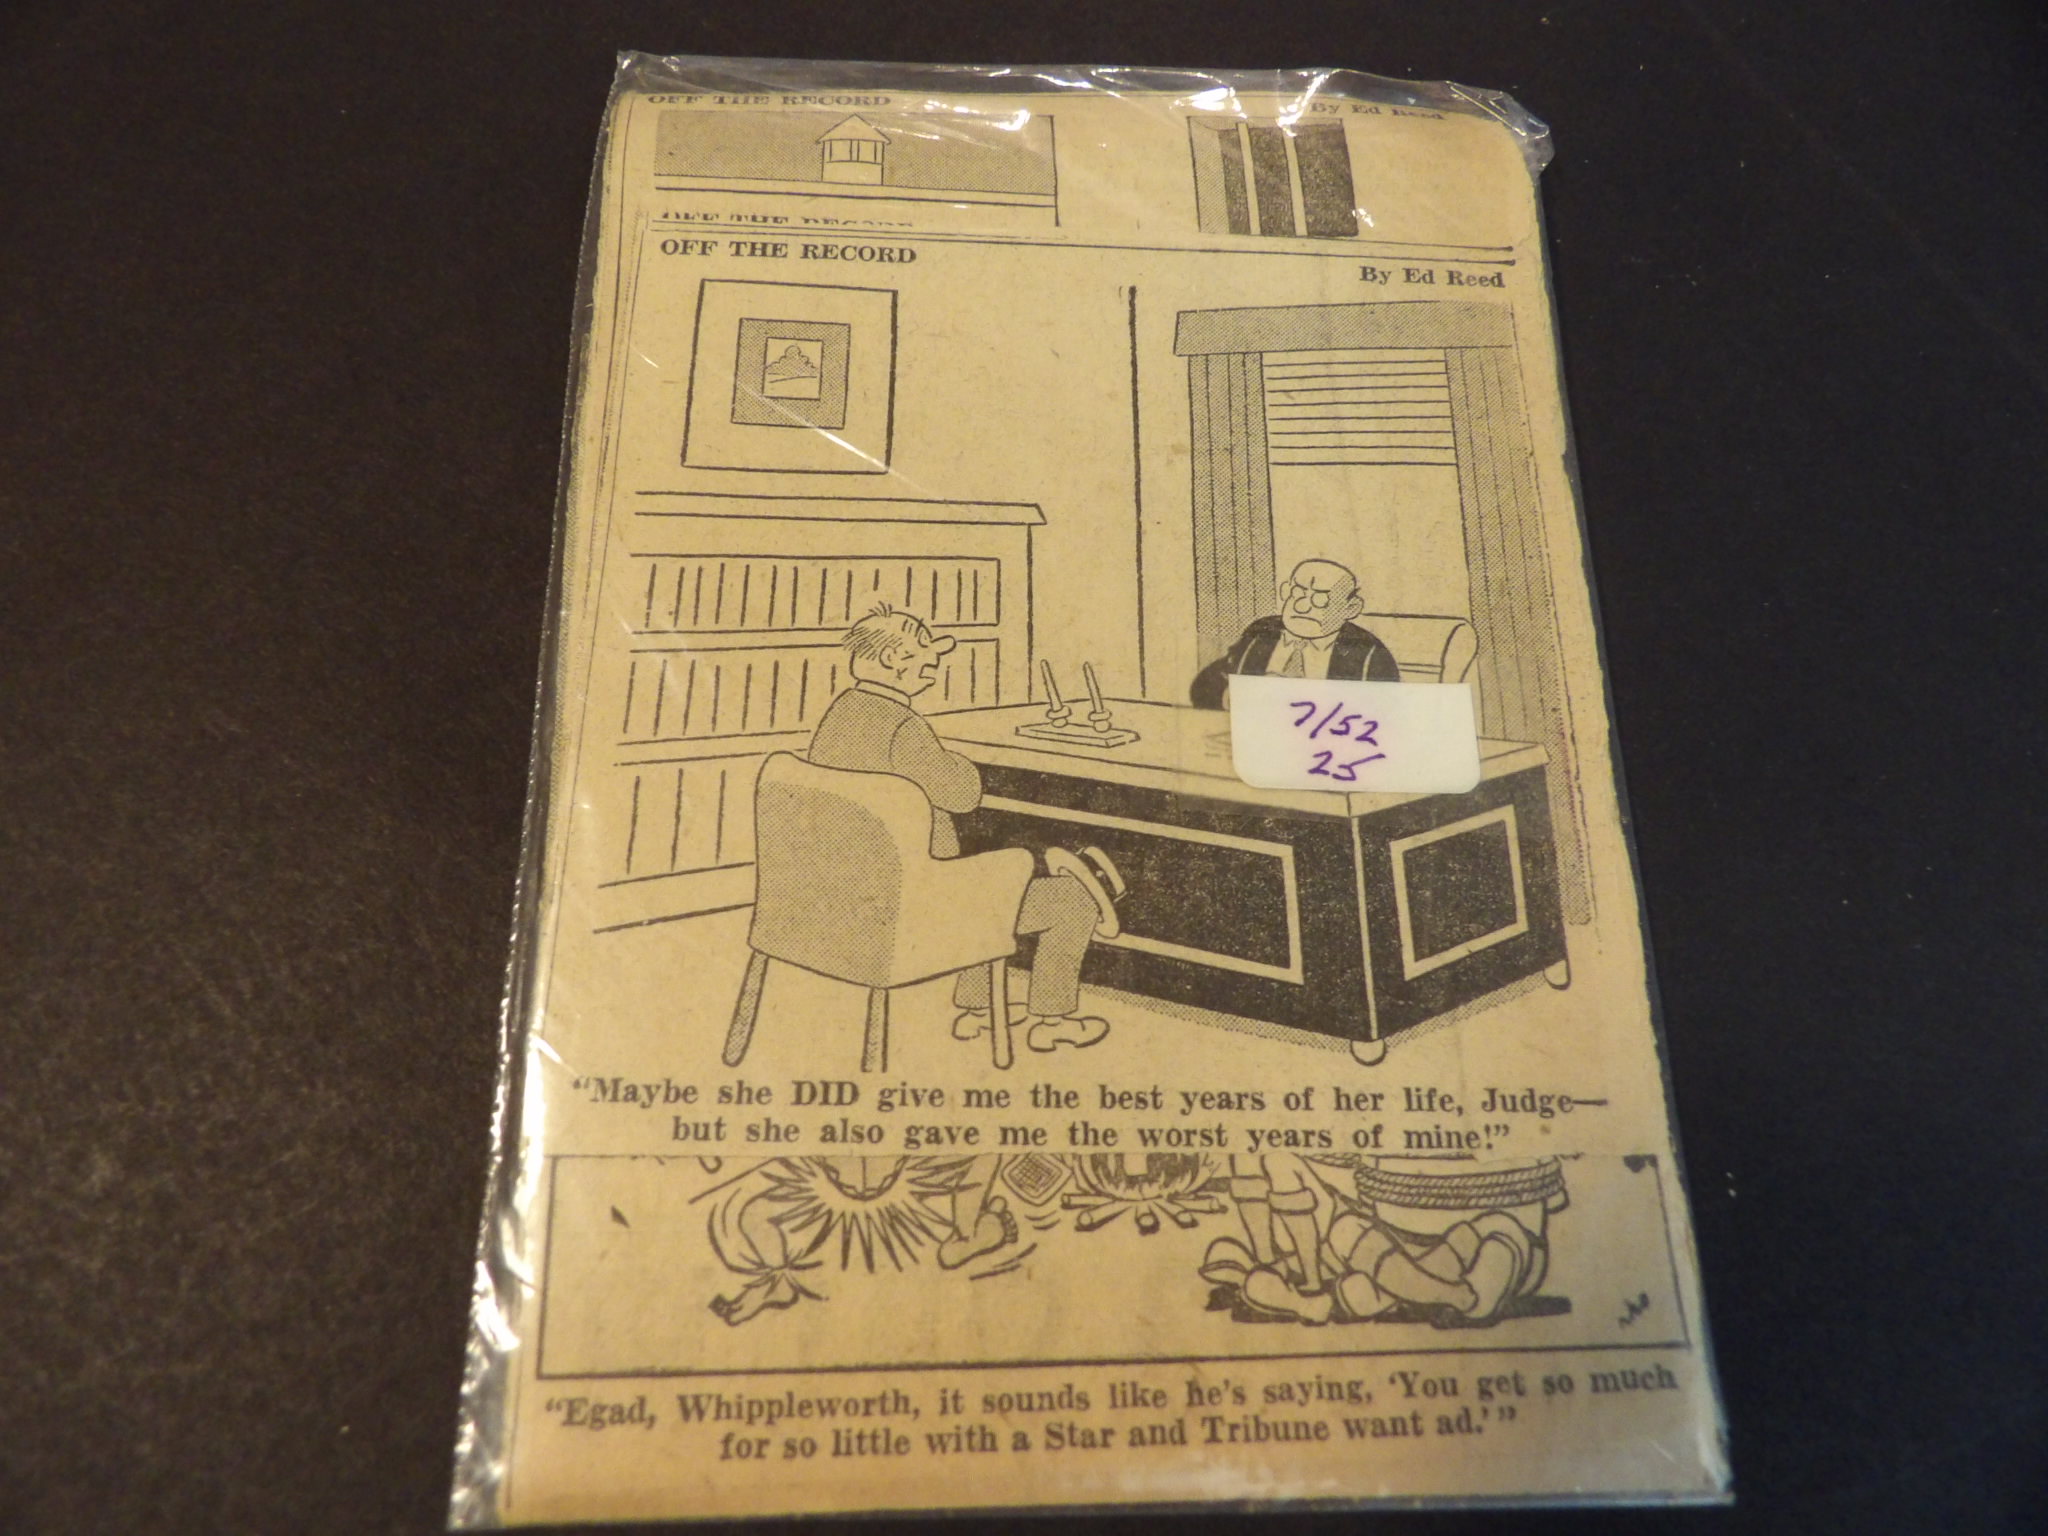 OFF THE RECORD
By Ed Reed
OFF THE RECORD
OFF THE RECORD
By Ed Reed
7/52
25
“Maybe she DID give me the best years of her life, Judge—
but she also gave me the worst years of mine!”
“Egad, Whippleworth, it sounds like he's saying, ‘You get so much
for so little with a Star and Tribune want ad.’”